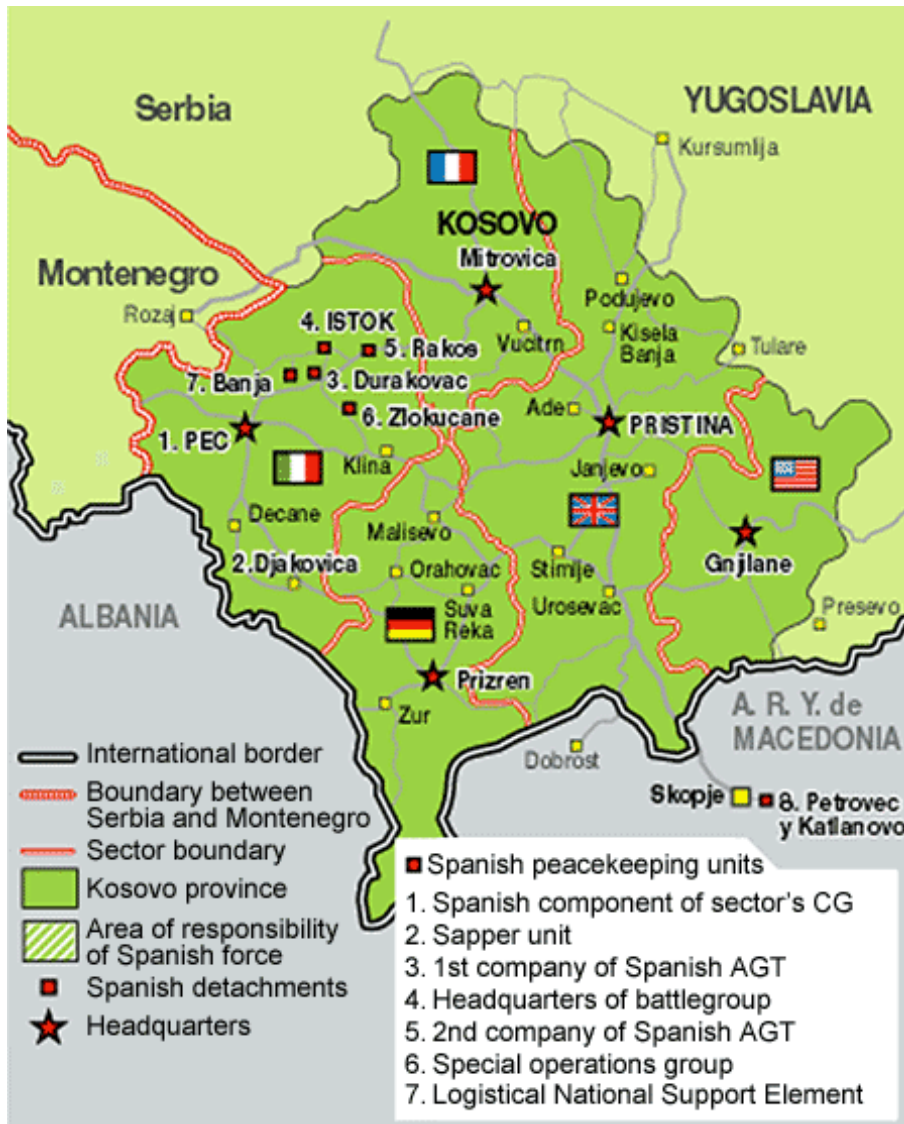 Serbia
YUGOSLAVIA
Kursumlija
KOSOVO
Mitrovica
Montenegro
Rozaj
Podujevo
4. ISTOK
Vucitrn
Kisela
Banja
Tulare
5. Rakos
7. Banja
3. Durakovac
Ade
6. Zlokucane
PRISTINA
1. PEC
Klina
Janjevo
Decane
Malisevo
2.Djakovica
Orahovac
Stimlje
Gnjilane
ALBANIA
Suva
Reka
Urosevac
Presevo
Prizren
Zur
A. R. Y. de
MACEDONIA
Dobrost
Skopje
8. Petrovec
y Katlanovo
International border
Boundary between
Serbia and Montenegro
Sector boundary
Kosovo province
Area of responsibility
of Spanish force
Spanish detachments
Headquarters
Spanish peacekeeping units
1. Spanish component of sector's CG
2. Sapper unit
3. 1st company of Spanish AGT
4. Headquarters of battlegroup
5. 2nd company of Spanish AGT
6. Special operations group
7. Logistical National Support Element